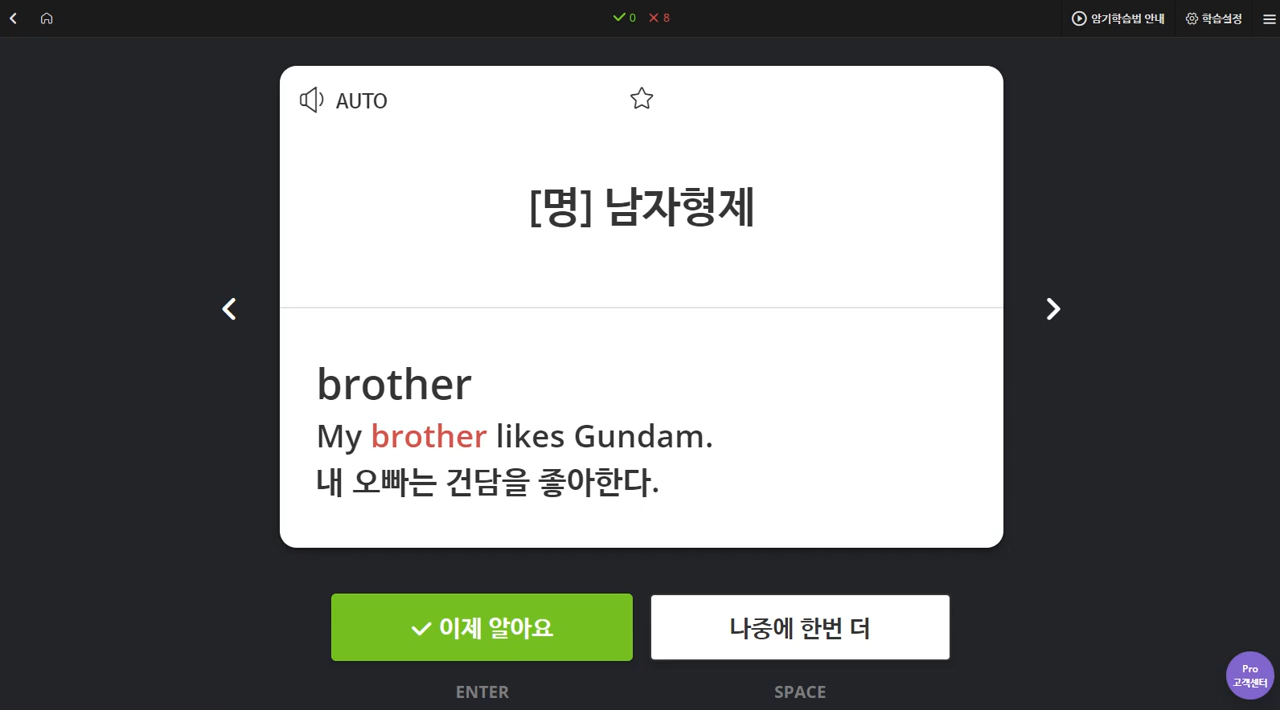 0 8
암기학습법 안내
학습설정
AUTO
[명] 남자형제
brother
My brother likes Gundam.
내 오빠는 건담을 좋아한다.
이제 알아요
나중에 한번 더
ENTER
SPACE
Pro
고객센터